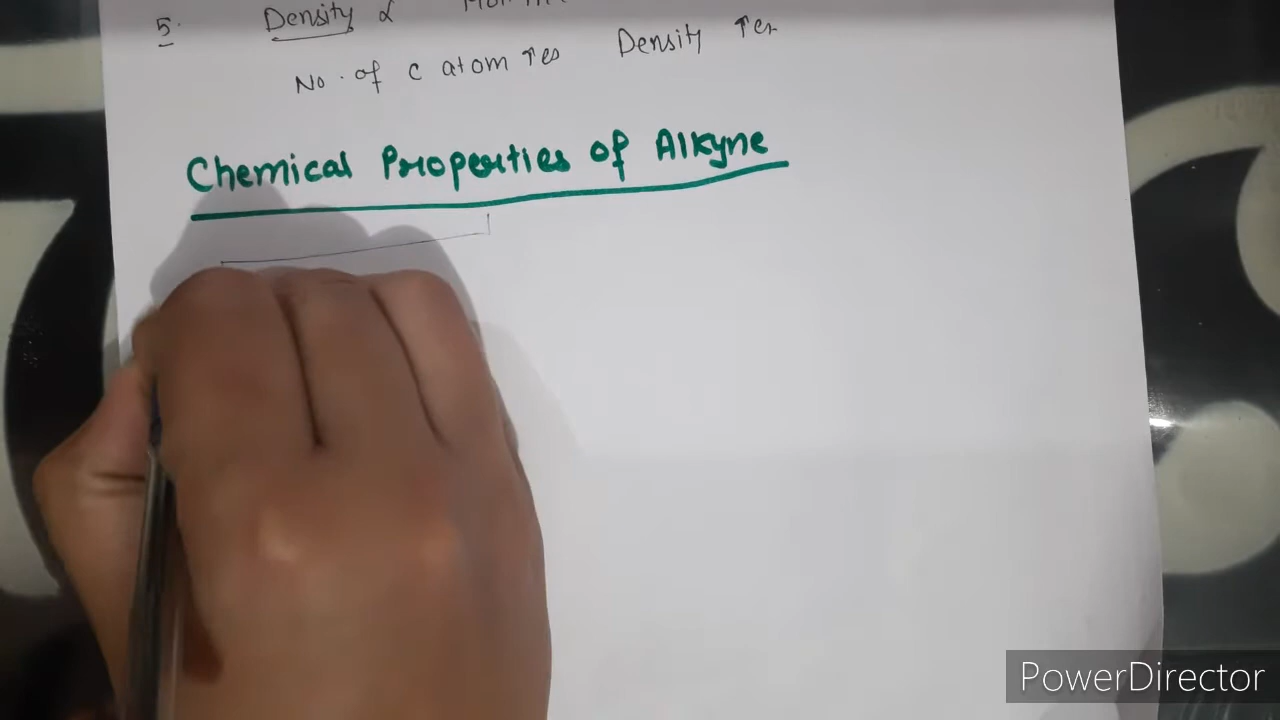 5. Density ∝
No. of C atom ↑es Density ↑es
Chemical Properties of Alkyne
PowerDirector